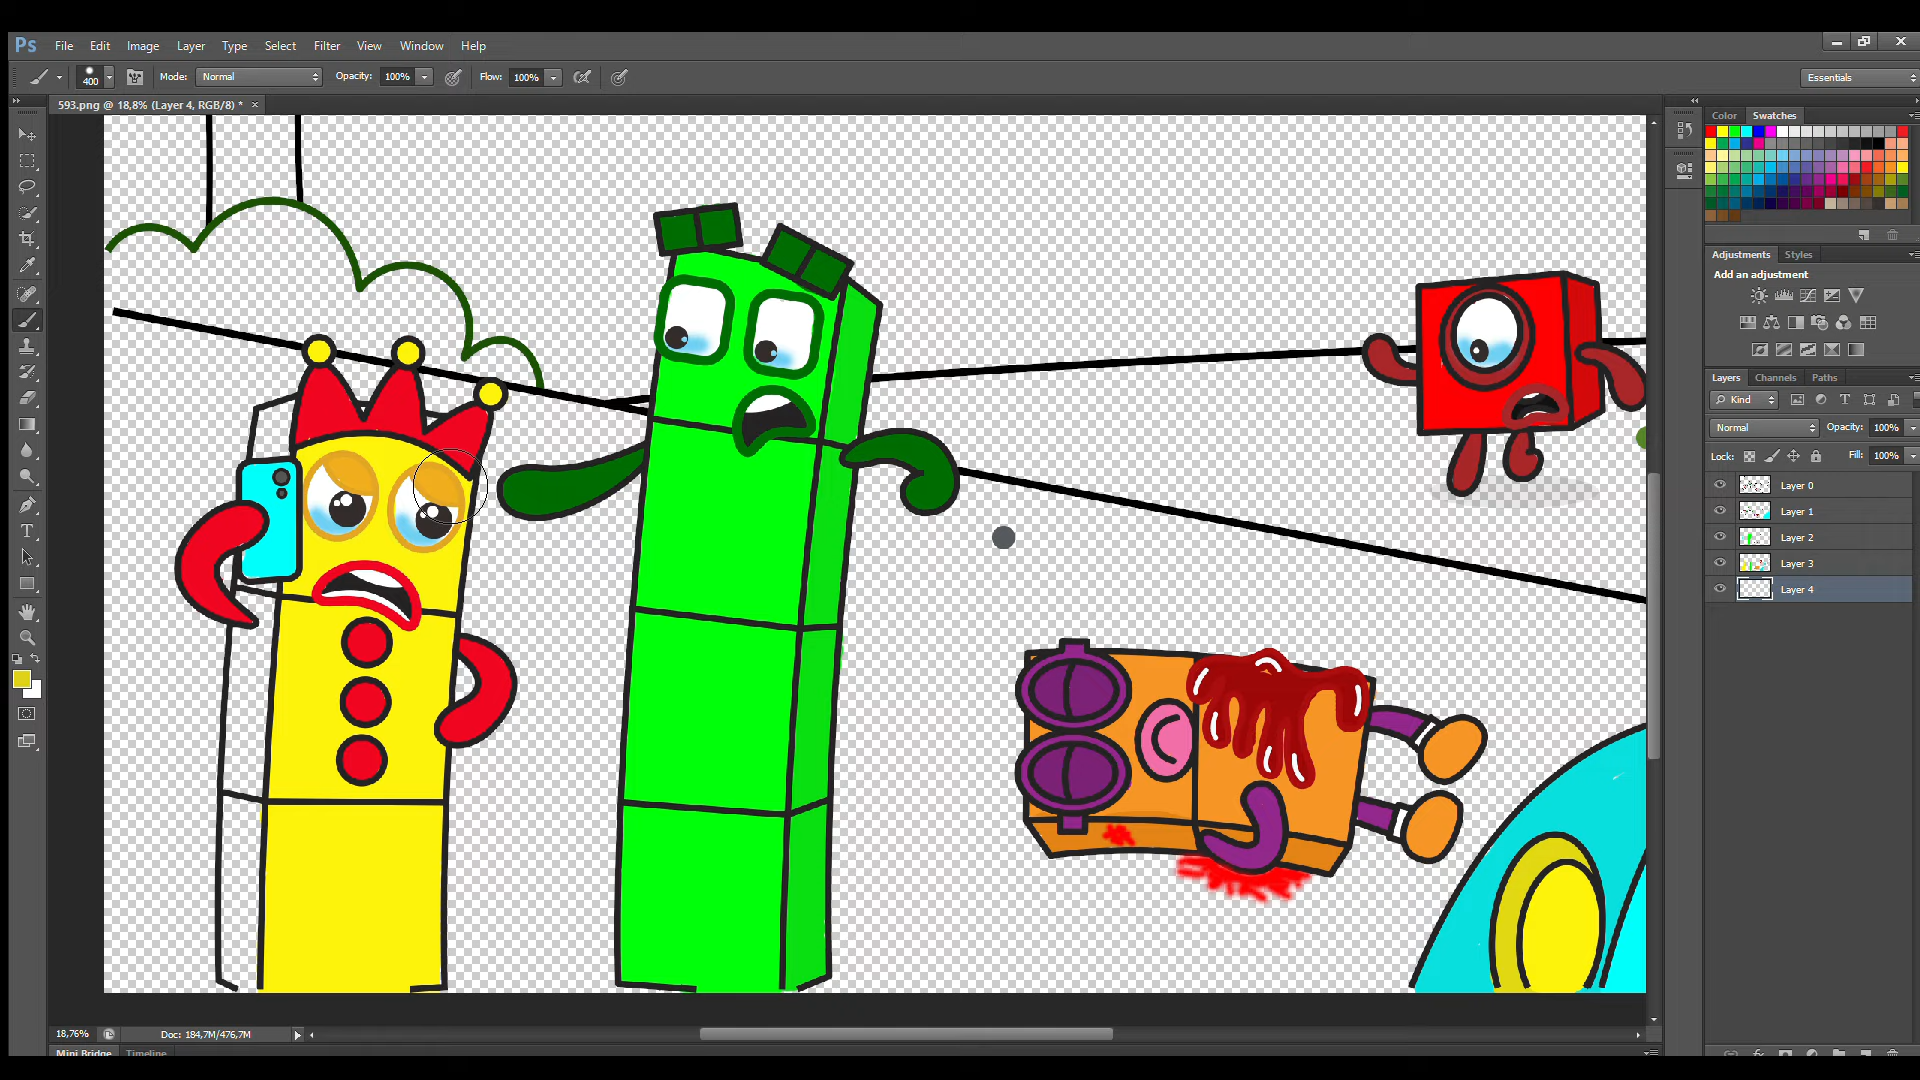 Ps File Edit Image Layer Type Select Filter View Window Help
400 Mode: Normal Opacity: 100% Flow: 100% Essentials
593.png @ 18,8% (Layer 4, RGB/8) *
Color Swatches
Adjustments Styles
Add an adjustment
Layers Channels Paths
Kind
Normal Opacity: 100%
Lock: Fill: 100%
Layer 0
Layer 1
Layer 2
Layer 3
Layer 4
18,76% Doc: 184,7M/476,7M
Mini Bridge Timeline